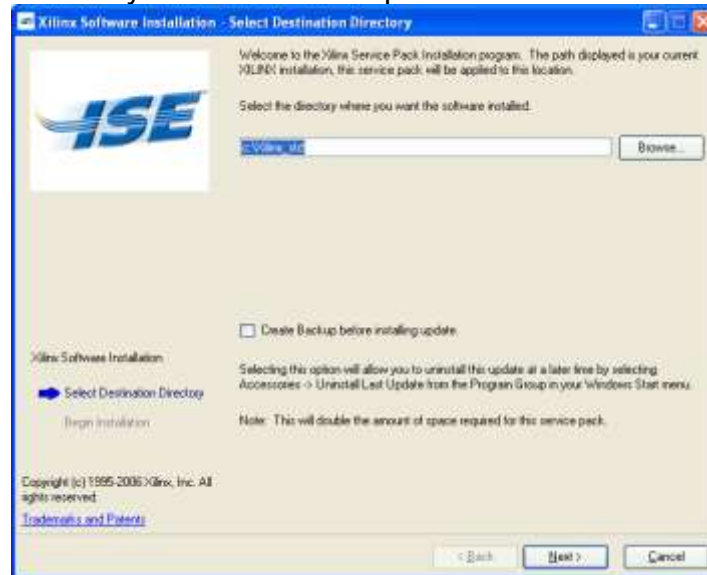 Xilinx Software Installation - Select Destination Directory
Welcome to the Xilinx Service Pack Installation program. The path displayed is your current
XILINX installation, this service pack will be applied to this location.
Select the directory where you want the software installed.
ISE
Browse...
Create Backup before installing update.
Xilinx Software Installation
Selecting this option will allow you to uninstall this update at a later time by selecting
Accessories -> Uninstall Last Update from the Program Group in your Windows Start menu.
Select Destination Directory
Begin Installation
Note: This will double the amount of space required for this service pack.
Copyright (c) 1995-2006 Xilinx, Inc. All
rights reserved.
Trademarks and Patents
< Back
Next >
Cancel